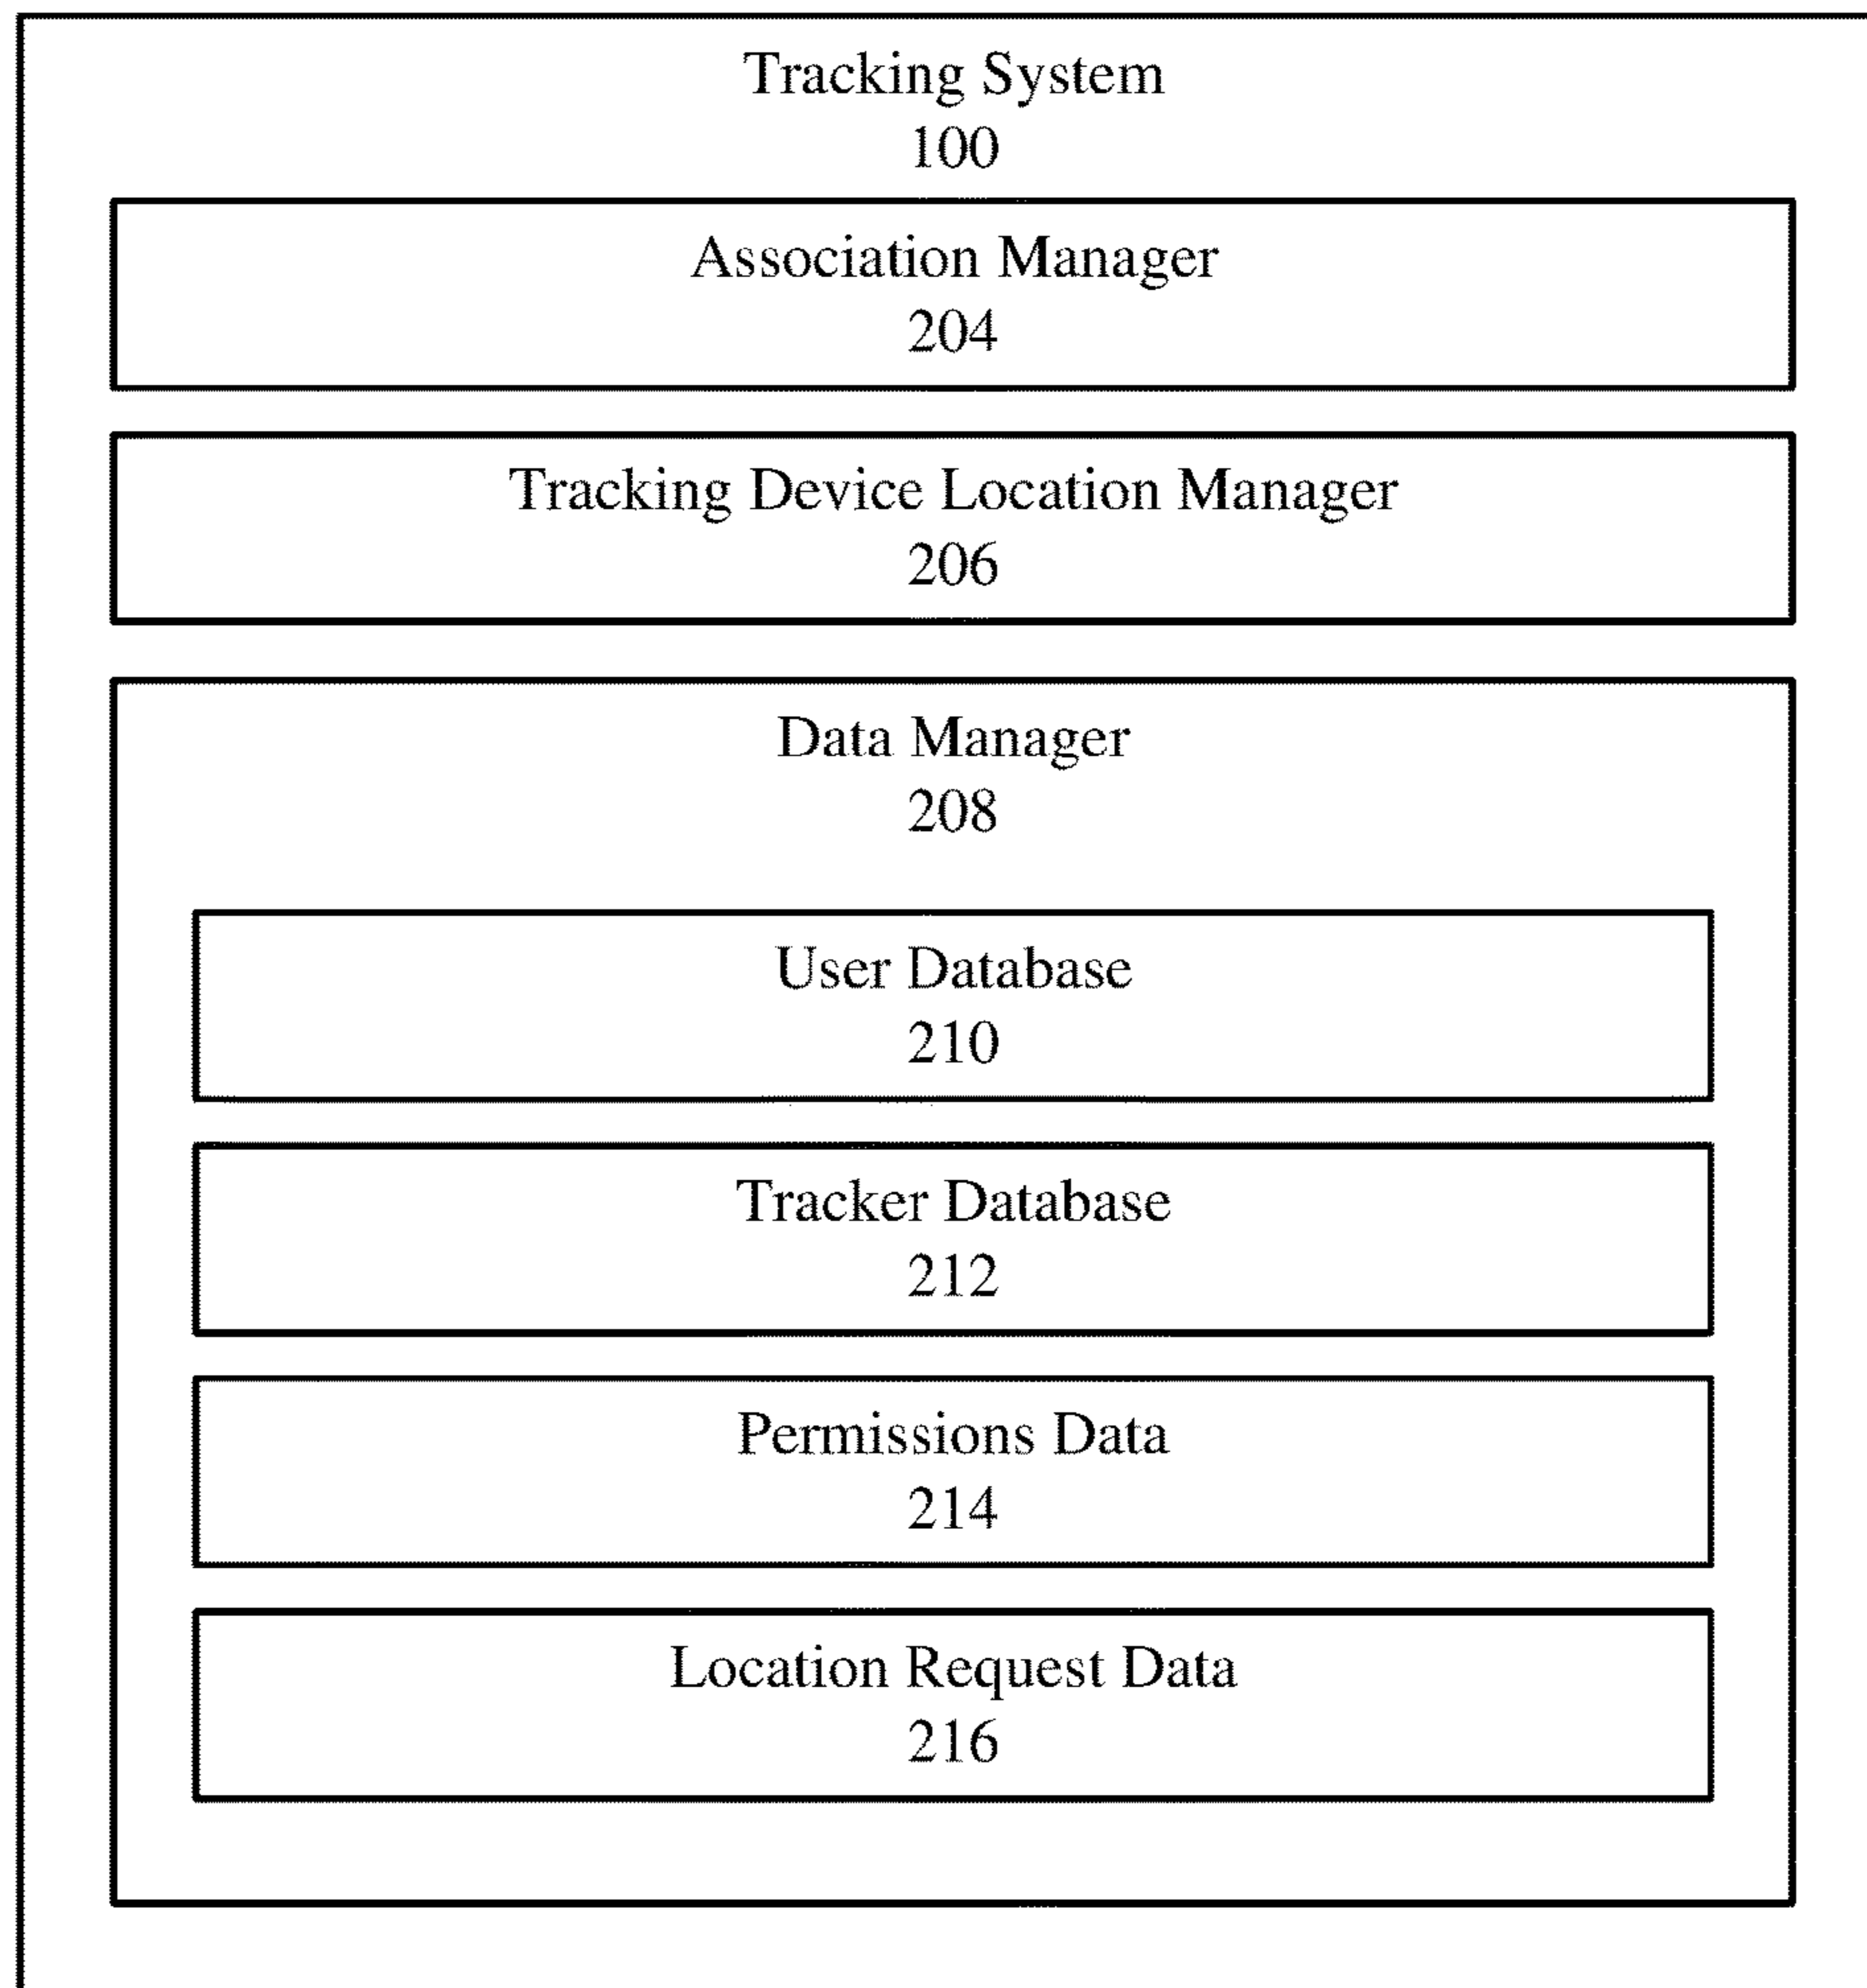 Tracking System
100
Association Manager
204
Tracking Device Location Manager
206
Data Manager
208
User Database
210
Tracker Database
212
Permissions Data
214
Location Request Data
216